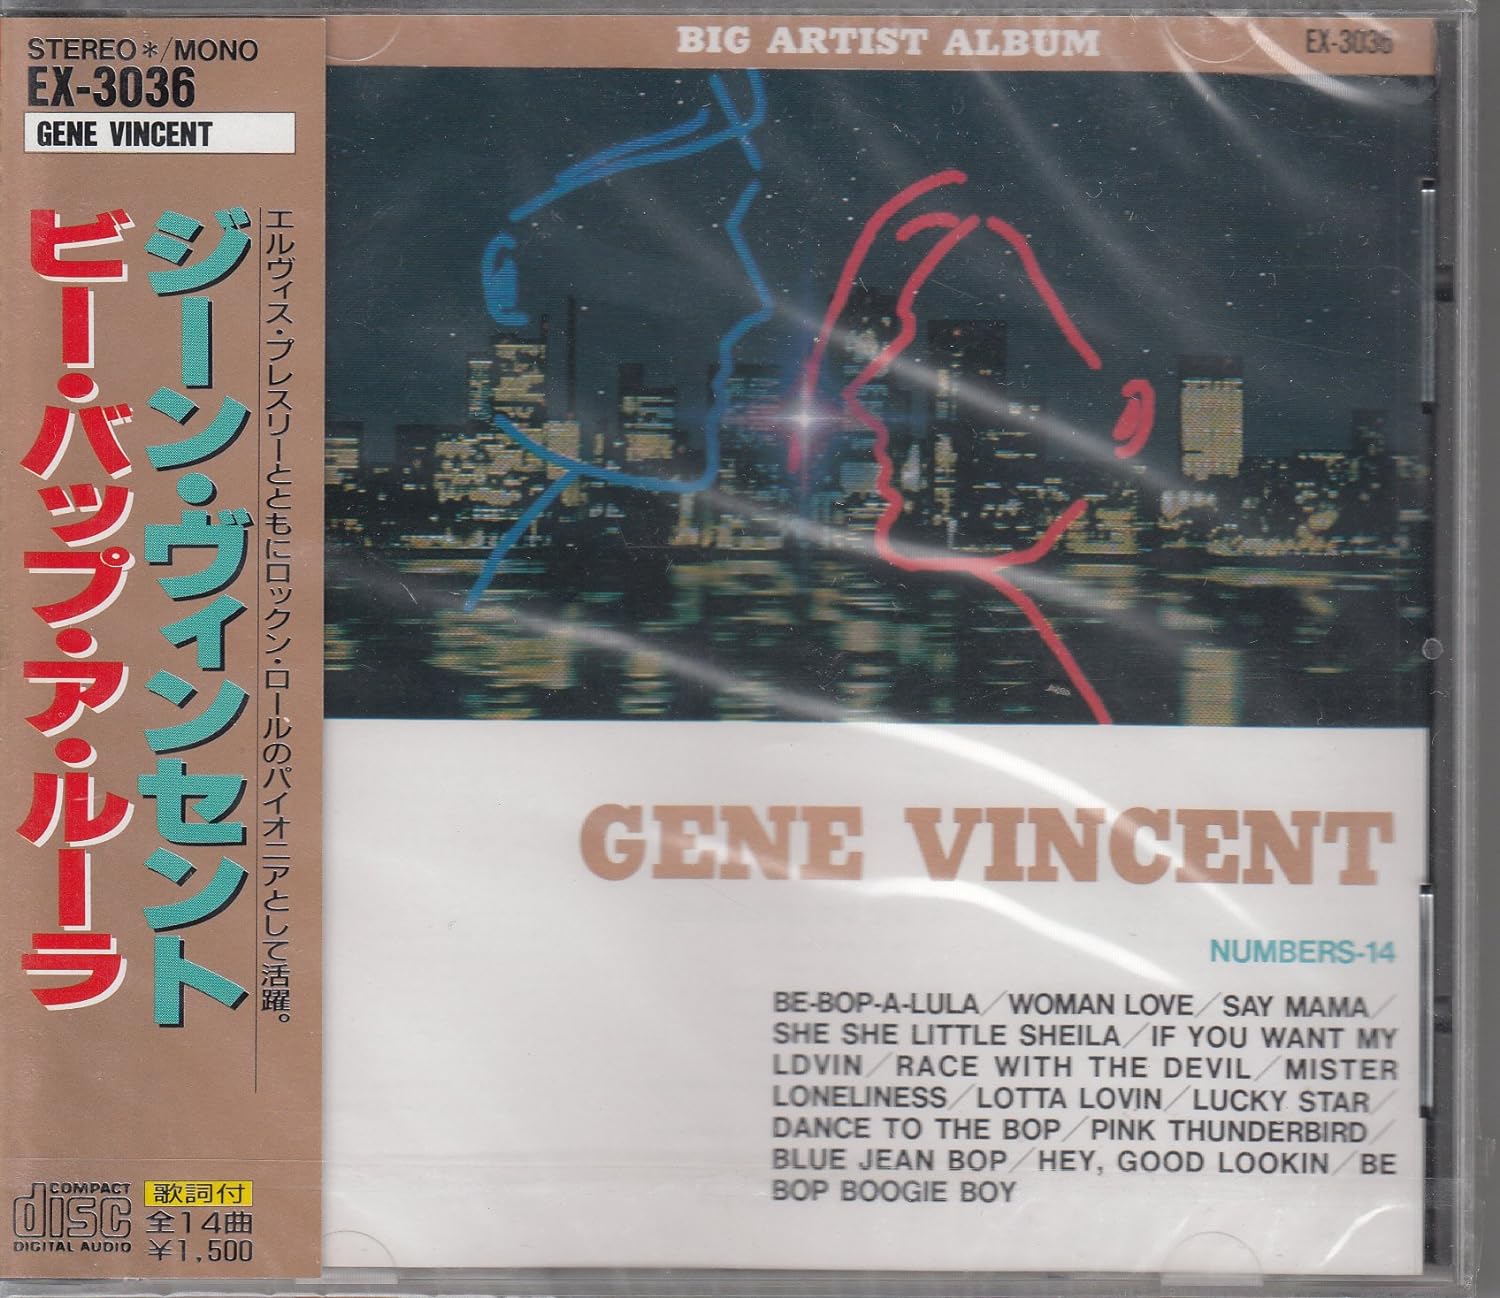 STEREO*/MONO
EX-3036
GENE VINCENT
エルヴィス・プレスリーとともにロックン・ロールのパイオニアとして活躍。
ジーン・ヴィンセント
ビー・バップ・ア・ルーラ
COMPACT
disc
DIGITAL AUDIO
歌詞付
全14曲
¥1,500
BIG ARTIST ALBUM
EX-3036
GENE VINCENT
NUMBERS-14
BE-BOP-A-LULA/WOMAN LOVE/SAY MAMA/
SHE SHE LITTLE SHEILA/IF YOU WANT MY
LDVIN/RACE WITH THE DEVIL/MISTER
LONELINESS/LOTTA LOVIN/LUCKY STAR/
DANCE TO THE BOP/PINK THUNDERBIRD/
BLUE JEAN BOP/HEY, GOOD LOOKIN/BE
BOP BOOGIE BOY